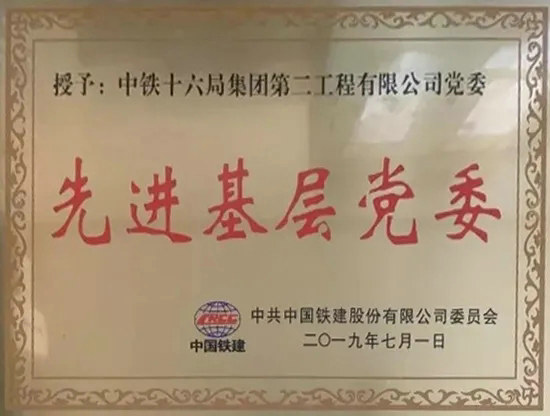 授予：中铁十六局集团第二工程有限公司党委
先进基层党委
CRCC
中国铁建
中共中国铁建股份有限公司委员会
二〇一九年七月一日